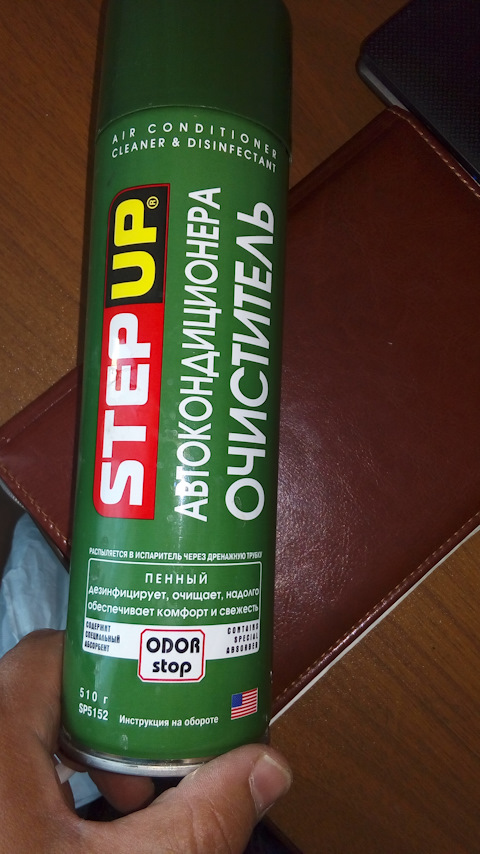 AIR CONDITIONER
CLEANER & DISINFECTANT
STEP UP®
АВТОКОНДИЦИОНЕРА
ОЧИСТИТЕЛЬ
РАСПЫЛЯЕТСЯ В ИСПАРИТЕЛЬ ЧЕРЕЗ ДРЕНАЖНУЮ ТРУБКУ
ПЕННЫЙ
дезинфицирует, очищает, надолго
обеспечивает комфорт и свежесть
СОДЕРЖИТ
СПЕЦИАЛЬНЫЙ
АБСОРБЕНТ
ODOR
stop
CONTAINS
SPECIAL
ABSORBER
510 г
SP5152
Инструкция на обороте